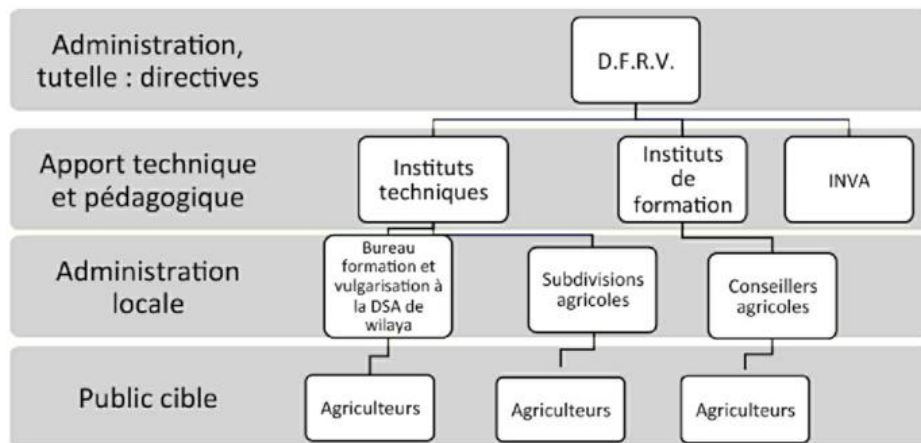 Administration,
tutelle : directives
D.F.R.V.
Apport technique
et pédagogique
Instituts
techniques
Instituts
de
formation
INVA
Administration
locale
Bureau
formation et
vulgarisation à
la DSA de
wilaya
Subdivisions
agricoles
Conseillers
agricoles
Public cible
Agriculteurs
Agriculteurs
Agriculteurs